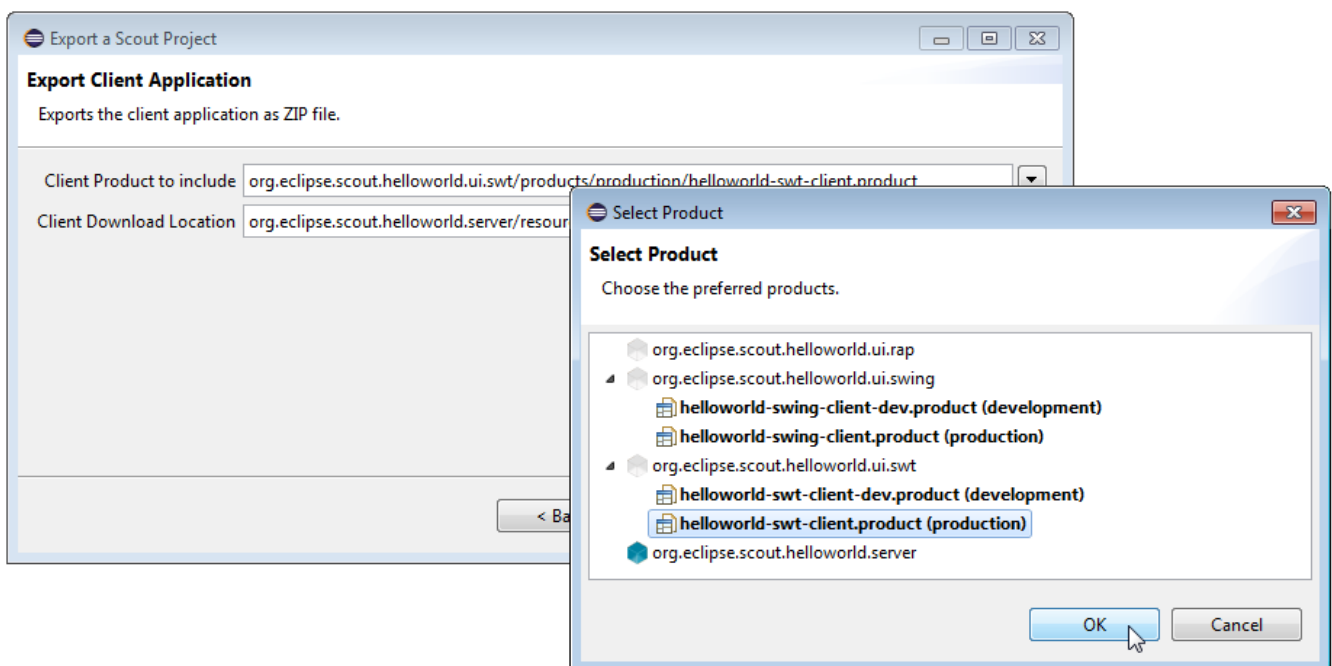 Export a Scout Project
Export Client Application
Exports the client application as ZIP file.
Client Product to include org.eclipse.scout.helloworld.ui.swt/products/production/helloworld-swt-client.product
Client Download Location org.eclipse.scout.helloworld.server/resour
< Ba
Select Product
Select Product
Choose the preferred products.
org.eclipse.scout.helloworld.ui.rap
org.eclipse.scout.helloworld.ui.swing
helloworld-swing-client-dev.product (development)
helloworld-swing-client.product (production)
org.eclipse.scout.helloworld.ui.swt
helloworld-swt-client-dev.product (development)
helloworld-swt-client.product (production)
org.eclipse.scout.helloworld.server
OK Cancel